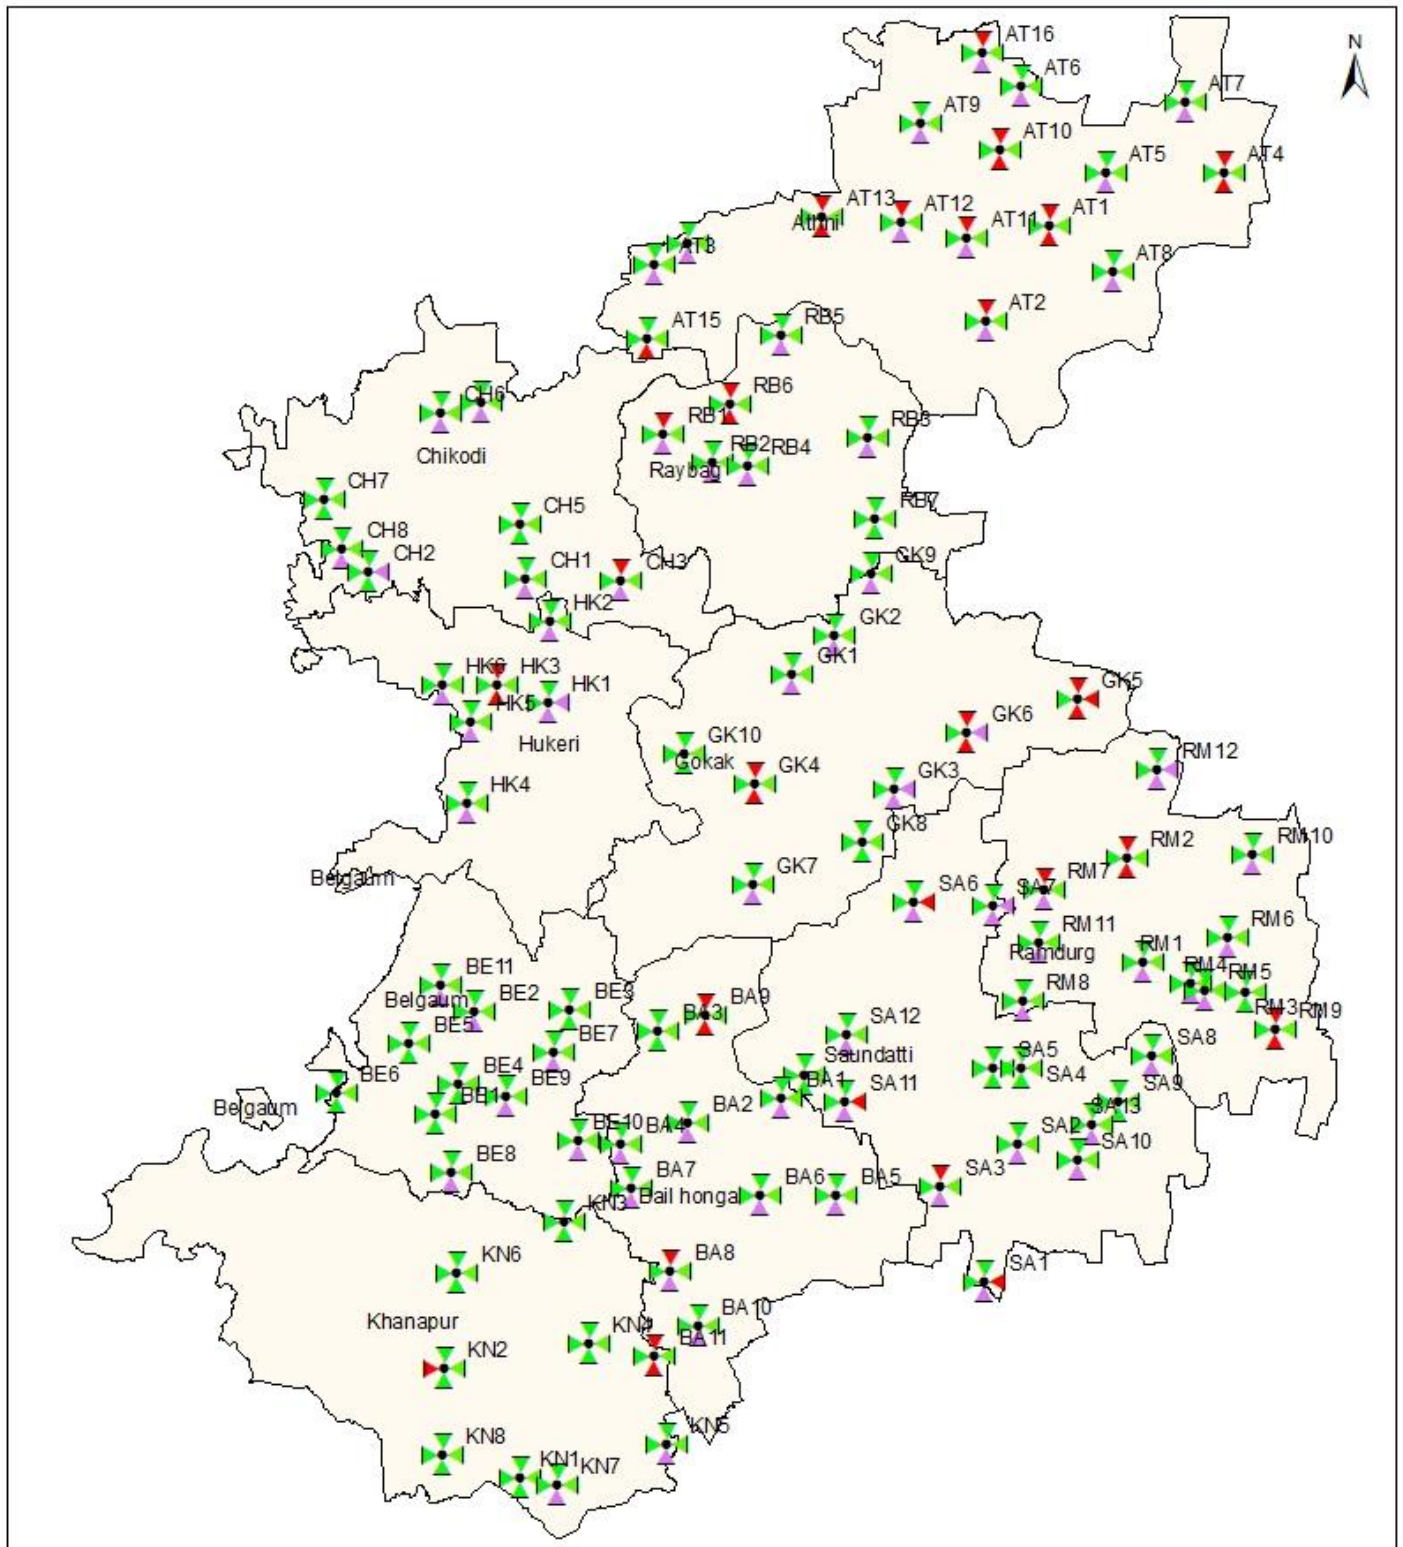 N
AT16
AT6
AT7
AT9
AT10
AT5
AT4
AT13
AT12
AT11
AT1
Athni
AT3
AT8
AT15
RB5
AT2
CH6
RB6
RB1
RB3
Chikodi
RB2
RB4
Raybag
CH7
CH5
RB7
CH8
CH2
CH1
CH3
GK9
HK2
GK2
GK1
HK6
HK3
HK1
GK5
HK5
GK6
Hukeri
GK10
Gokak
RM12
HK4
GK4
GK3
GK8
RM2
RM10
Belgaum
GK7
SA6
SA7
RM7
RM11
RM6
Ramdurg
RM1
BE11
RM4
RM5
Belgaum
BE2
BE3
BA9
RM8
RM3
RM9
BE5
BE7
BA3
SA12
SA8
Saundatti
SA5
SA4
BE6
BE4
BE9
BA1
SA11
SA9
Belgaum
BE1
BA2
SA13
BE10
BA4
SA2
SA10
BE8
BA7
Bail honga
BA6
BA5
SA3
KN3
KN6
BA8
SA1
Khanapur
KN4
BA10
BA11
KN2
KN8
KN5
KN1
KN7